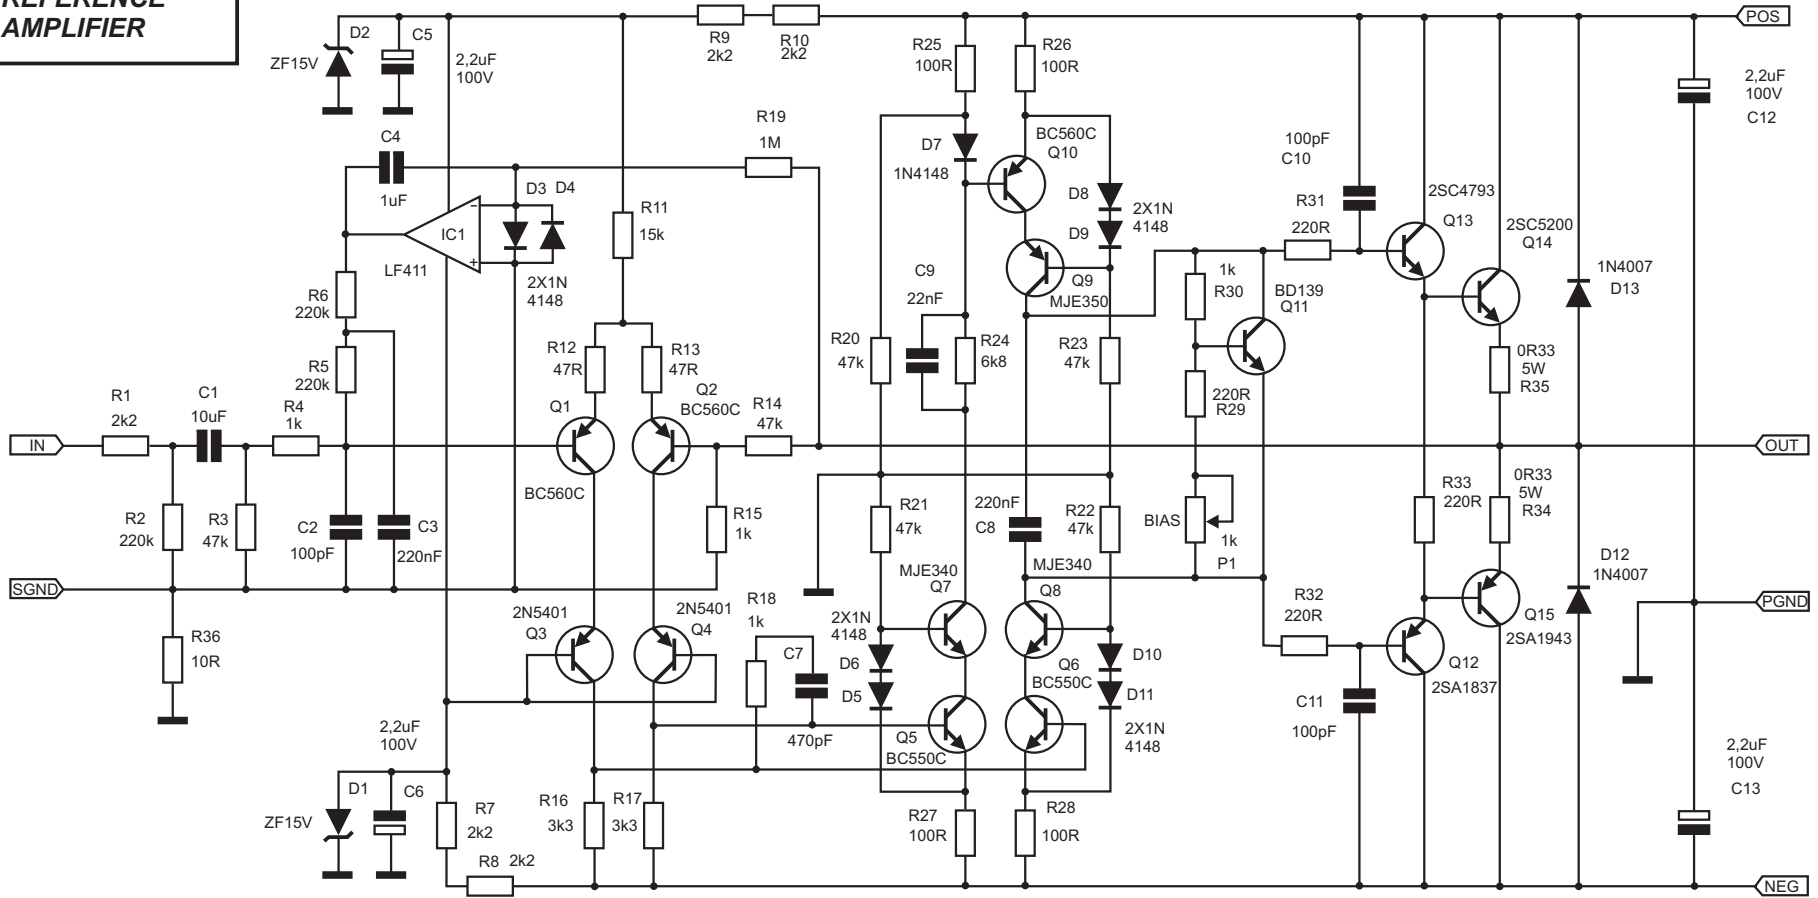 REFERENCE
AMPLIFIER
D2
ZF15V
C5
2,2uF
100V
R9
2k2
R10
2k2
R25
100R
R26
100R
POS
2,2uF
100V
C12
C4
1uF
R19
1M
D7
1N4148
BC560C
Q10
100pF
C10
D3
D4
IC1
-
+
LF411
2X1N
4148
R11
15k
D8
D9
2X1N
4148
R31
220R
2SC4793
Q13
2SC5200
Q14
R6
220k
C9
22nF
Q9
MJE350
1k
R30
BD139
Q11
1N4007
D13
R5
220k
R12
47R
R13
47R
R20
47k
R24
6k8
R23
47k
0R33
5W
R35
R1
2k2
C1
10uF
R4
1k
Q1
Q2
BC560C
R14
47k
220R
R29
IN
OUT
BC560C
R2
220k
R3
47k
C2
100pF
C3
220nF
R15
1k
R21
47k
220nF
C8
R22
47k
BIAS
1k
P1
R33
220R
0R33
5W
R34
SGND
MJE340
Q7
MJE340
Q8
D12
1N4007
2N5401
Q3
2N5401
Q4
R18
1k
2X1N
4148
R32
220R
Q15
2SA1943
PGND
R36
10R
C7
D6
D5
Q6
BC550C
D10
D11
Q12
2SA1837
2,2uF
100V
470pF
Q5
BC550C
2X1N
4148
C11
100pF
2,2uF
100V
C13
ZF15V
D1
C6
R7
2k2
R16
3k3
R17
3k3
R27
100R
R28
100R
R8
2k2
NEG